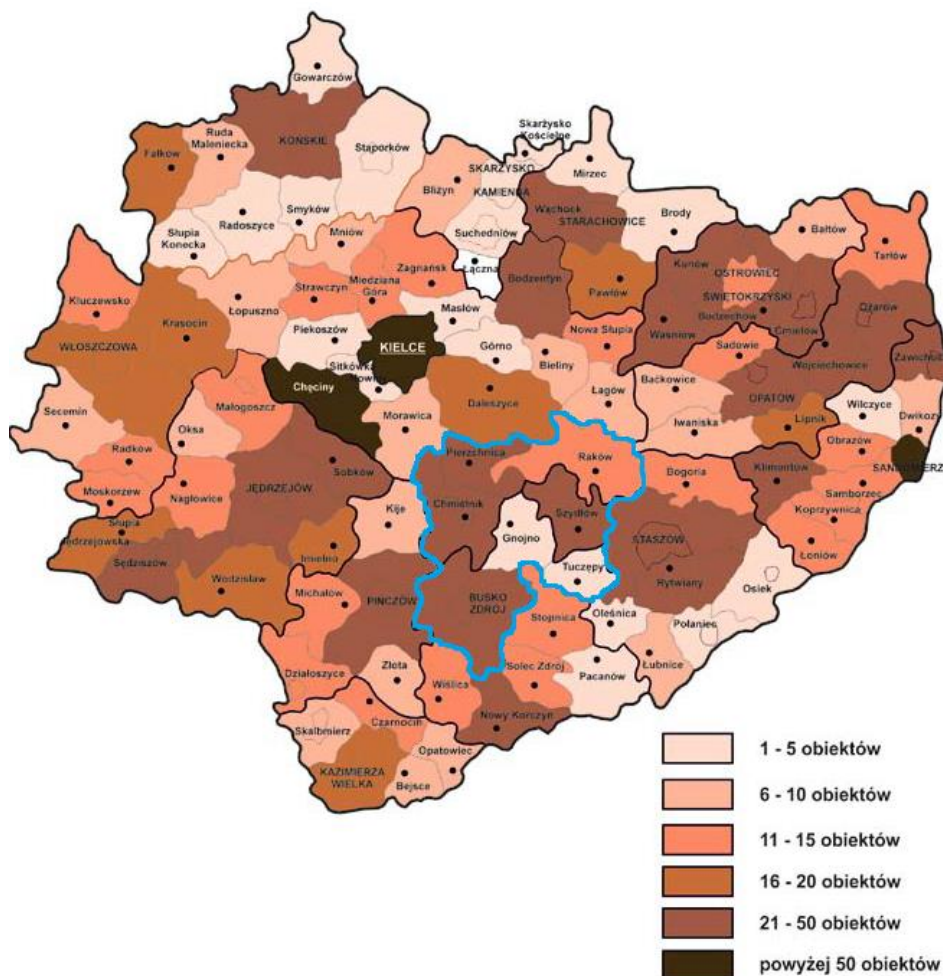 Gowarczów
Skarżysko
Kościelne
Ruda
Maleniecka
KOŃSKIE
Stąporków
Fałków
SKARŻYSKO
KAMIENNA
Mirzec
Bliżyn
Radoszyce
Smyków
Wąchock
STARACHOWICE
Brody
Słupia
Konecka
Mniów
Suchedniów
Bałtów
Łączna
Zagnańsk
Bodzentyn
Kunów
Tarłów
Kluczewsko
Strawczyn
Miedziana
Góra
OSTROWIEC
ŚWIĘTOKRZYSKI
Pawłów
Bodzechów
Ożarów
Łopuszno
Masłów
Krasocin
Piekoszów
Nowa Słupia
Waśniów
Ćmielów
WŁOSZCZOWA
KIELCE
Górno
Sadowie
Zawichost
Sitkówka
Nowiny
Bieliny
Wojciechowice
Chęciny
Baćkowice
Daleszyce
Łagów
OPATÓW
Wilczyce
Małogoszcz
Morawica
Lipnik
Dwikozy
Secemin
Oksa
Iwaniska
Obrazów
Radków
Pierzchnica
Raków
SANDOMIERZ
Sobków
Bogoria
Klimontów
JĘDRZEJÓW
Samborzec
Moskorzew
Nagłowice
Kije
Chmielnik
Szydłów
Koprzywnica
Słupia
Jędrzejowska
Gnojno
STASZÓW
Imielno
Łoniów
Sędziszów
Tuczępy
Rytwiany
Wodzisław
Osiek
Michałów
PIŃCZÓW
BUSKO
ZDRÓJ
Oleśnica
Połaniec
Stopnica
Działoszyce
Złota
Solec Zdrój
Łubnice
Wiślica
Pacanów
Czarnocin
Nowy Korczyn
Skalbmierz
Opatowiec
KAZIMIERZA
WIELKA
Bejsce
1 - 5 obiektów
6 - 10 obiektów
11 - 15 obiektów
16 - 20 obiektów
21 - 50 obiektów
powyżej 50 obiektów